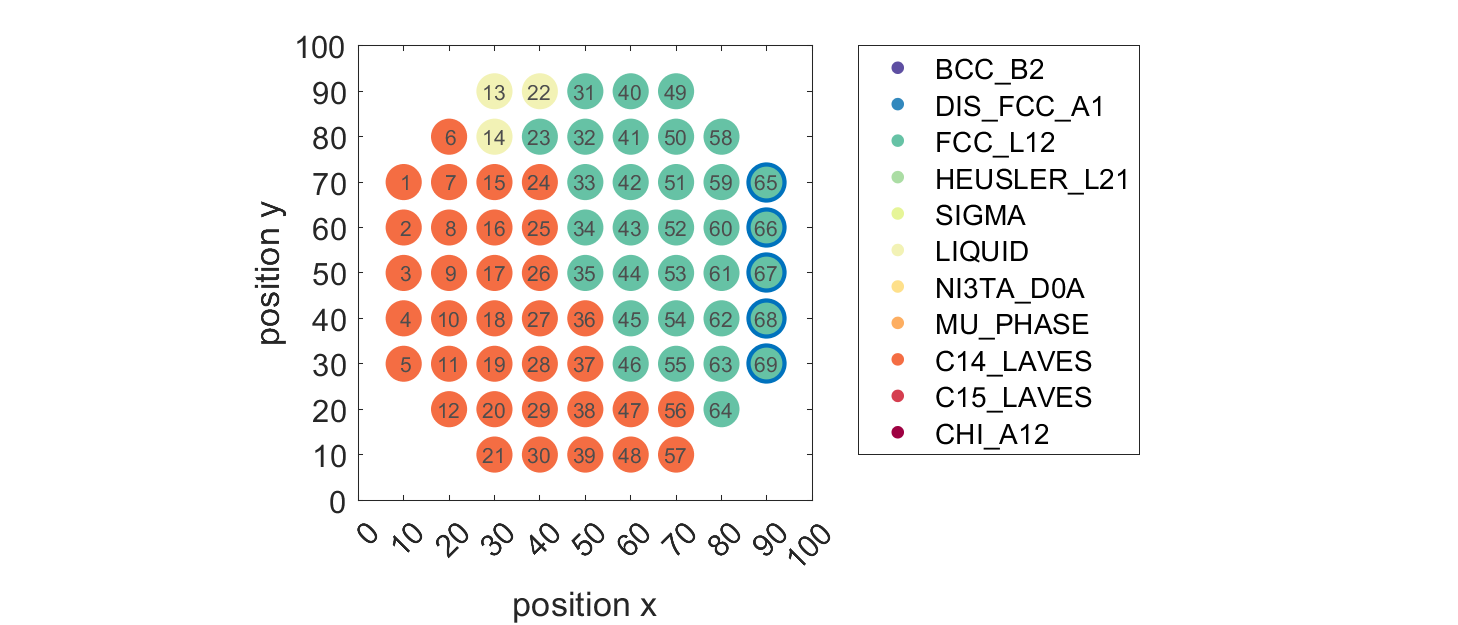 100
90
80
70
60
50
40
30
20
10
0
position y
13 22 31 40 49
6 14 23 32 41 50 58
1 7 15 24 33 42 51 59 65
2 8 16 25 34 43 52 60 66
3 9 17 26 35 44 53 61 67
4 10 18 27 36 45 54 62 68
5 11 19 28 37 46 55 63 69
12 20 29 38 47 56 64
21 30 39 48 57
0 10 20 30 40 50 60 70 80 90 100
position x
BCC_B2
DIS_FCC_A1
FCC_L12
HEUSLER_L21
SIGMA
LIQUID
NI3TA_D0A
MU_PHASE
C14_LAVES
C15_LAVES
CHI_A12